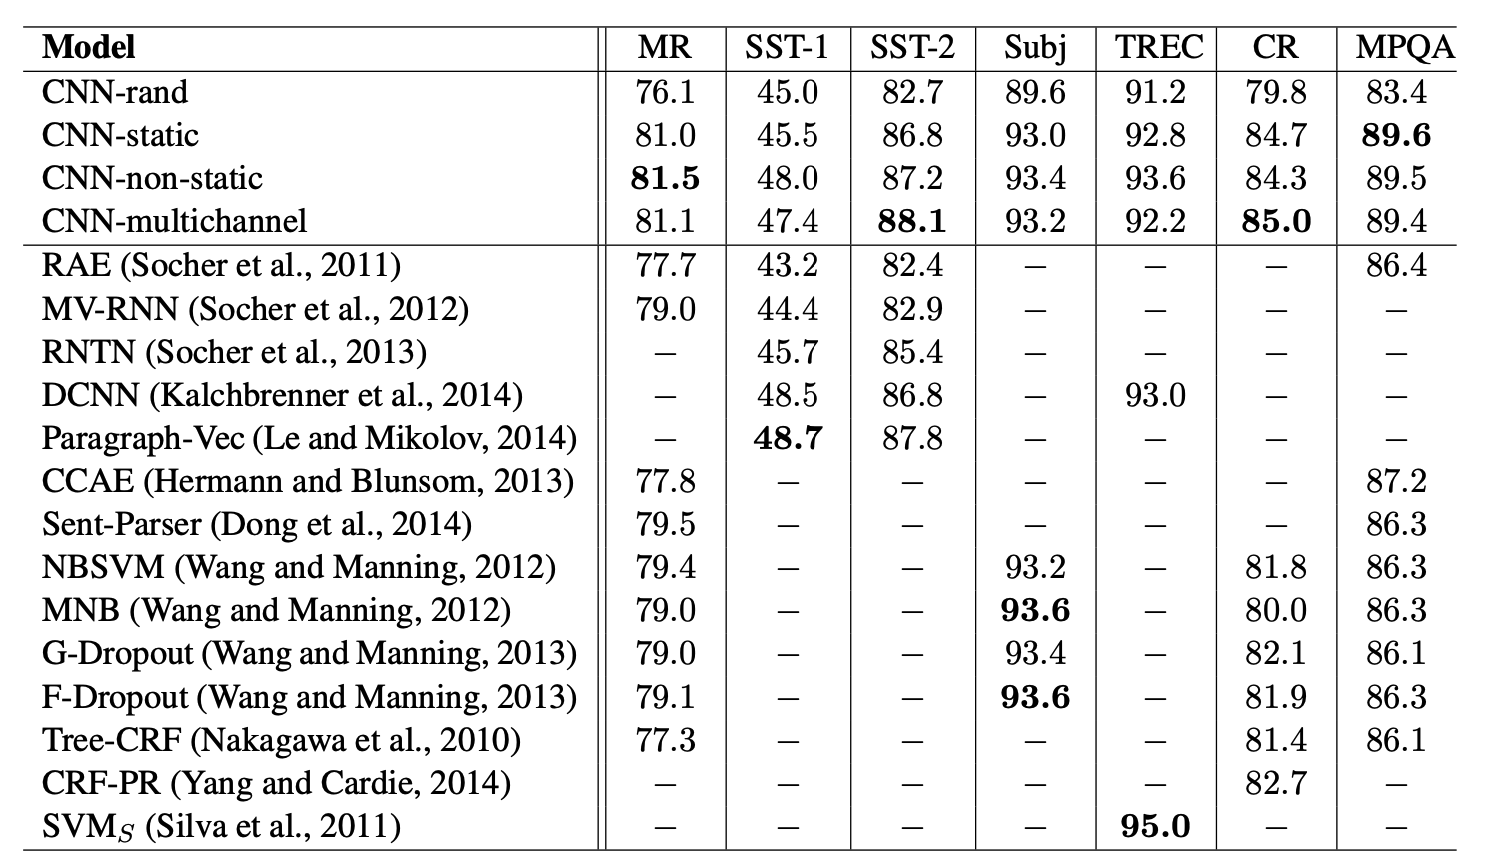 Model MR SST-1 SST-2 Subj TREC CR MPQA
CNN-rand 76.1 45.0 82.7 89.6 91.2 79.8 83.4
CNN-static 81.0 45.5 86.8 93.0 92.8 84.7 89.6
CNN-non-static 81.5 48.0 87.2 93.4 93.6 84.3 89.5
CNN-multichannel 81.1 47.4 88.1 93.2 92.2 85.0 89.4
RAE (Socher et al., 2011) 77.7 43.2 82.4 – – – 86.4
MV-RNN (Socher et al., 2012) 79.0 44.4 82.9 – – – –
RNTN (Socher et al., 2013) – 45.7 85.4 – – – –
DCNN (Kalchbrenner et al., 2014) – 48.5 86.8 – 93.0 – –
Paragraph-Vec (Le and Mikolov, 2014) – 48.7 87.8 – – – –
CCAE (Hermann and Blunsom, 2013) 77.8 – – – – – 87.2
Sent-Parser (Dong et al., 2014) 79.5 – – – – – 86.3
NBSVM (Wang and Manning, 2012) 79.4 – – 93.2 – 81.8 86.3
MNB (Wang and Manning, 2012) 79.0 – – 93.6 – 80.0 86.3
G-Dropout (Wang and Manning, 2013) 79.0 – – 93.4 – 82.1 86.1
F-Dropout (Wang and Manning, 2013) 79.1 – – 93.6 – 81.9 86.3
Tree-CRF (Nakagawa et al., 2010) 77.3 – – – – 81.4 86.1
CRF-PR (Yang and Cardie, 2014) – – – – – 82.7 –
SVMS (Silva et al., 2011) – – – – 95.0 – –